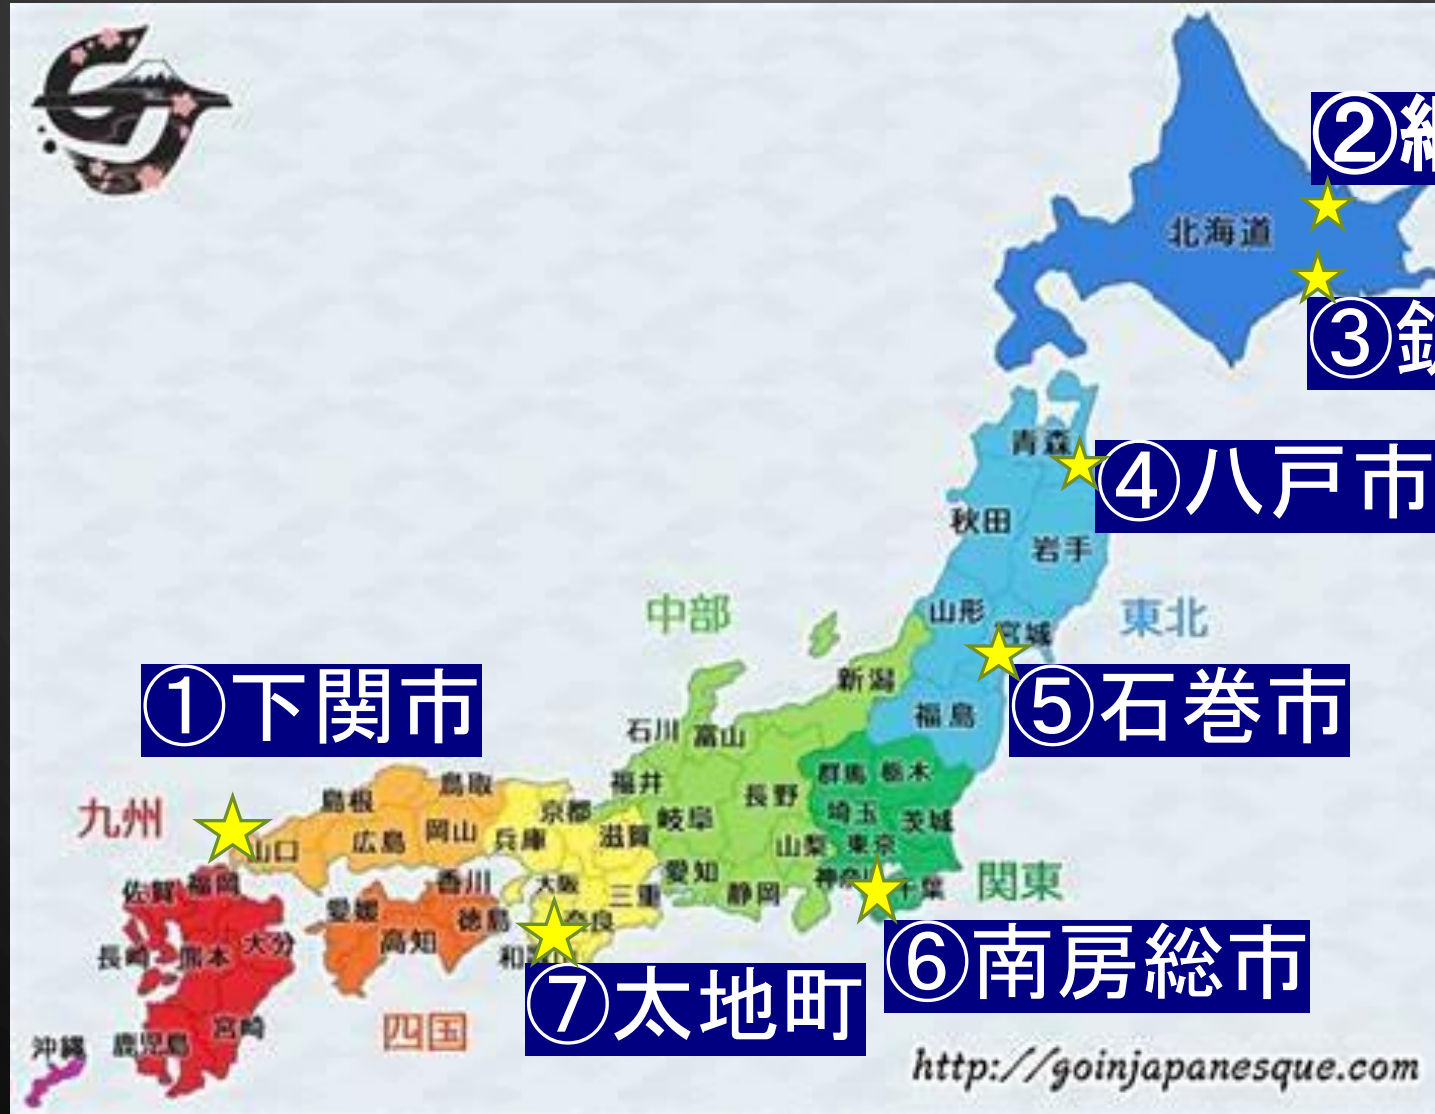 ②網
北海道
③釧
青森
④八戸市
秋田
岩手
中部
山形
宮城
東北
新潟
①下関市
福島
⑤石巻市
石川
富山
福井
群馬
栃木
鳥取
島根
長野
京都
埼玉
茨城
九州
岐阜
岡山
兵庫
滋賀
広島
山口
山梨
東京
愛知
神奈川
千葉
関東
静岡
香川
大阪
三重
佐賀
福岡
愛媛
徳島
奈良
高知
大分
長崎
熊本
和歌山
⑥南房総市
⑦太地町
四国
宮崎
沖縄
鹿児島
http://goinjapanesque.com